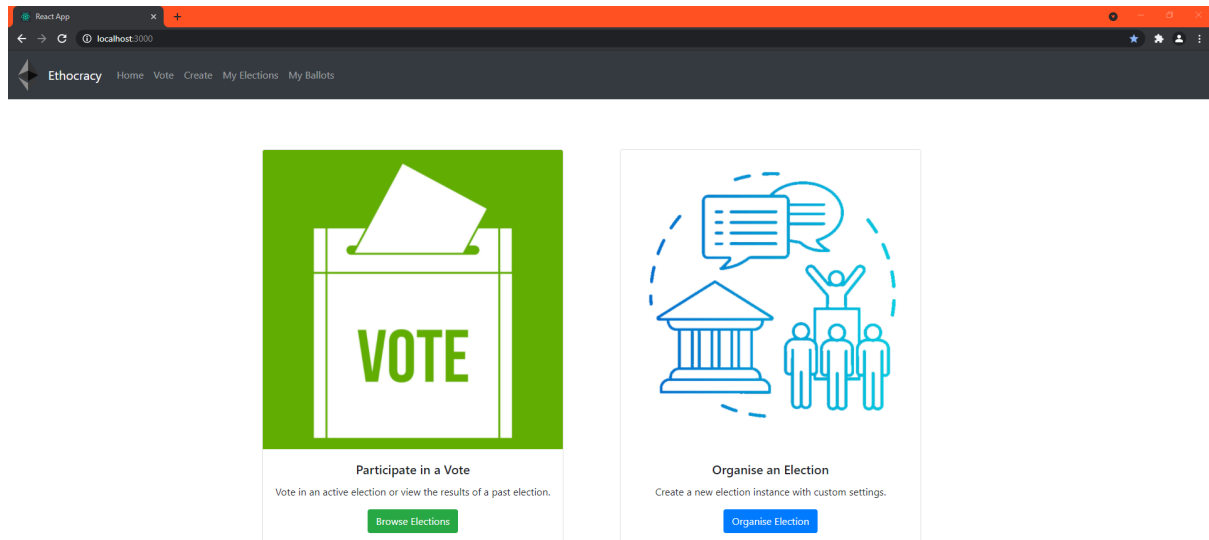 React App
localhost:3000
Ethocracy Home Vote Create My Elections My Ballots
VOTE
Participate in a Vote
Vote in an active election or view the results of a past election.
Browse Elections
Organise an Election
Create a new election instance with custom settings.
Organise Election